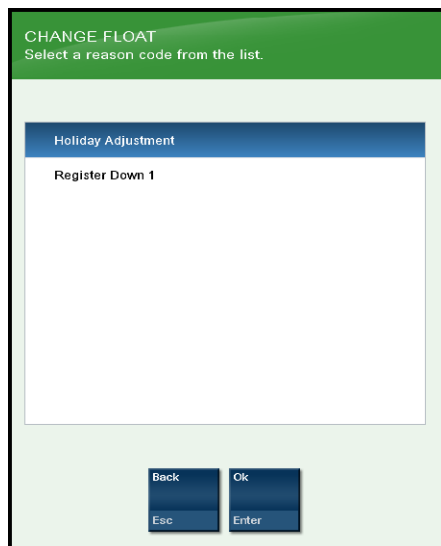 CHANGE FLOAT
Select a reason code from the list.
Holiday Adjustment
Register Down 1
Back
Ok
Esc
Enter